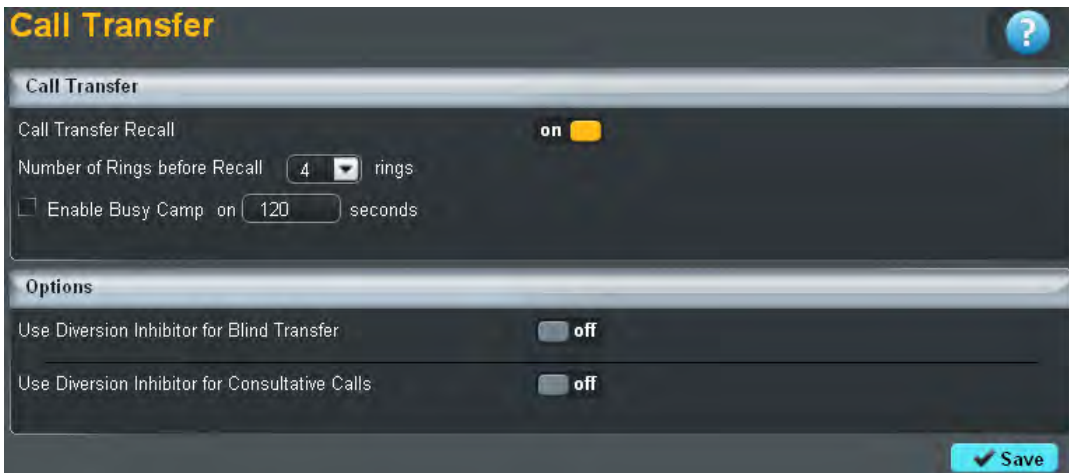 Call Transfer
?
Call Transfer
Call Transfer Recall on
Number of Rings before Recall 4 rings
Enable Busy Camp on 120 seconds
Options
Use Diversion Inhibitor for Blind Transfer off
Use Diversion Inhibitor for Consultative Calls off
Save